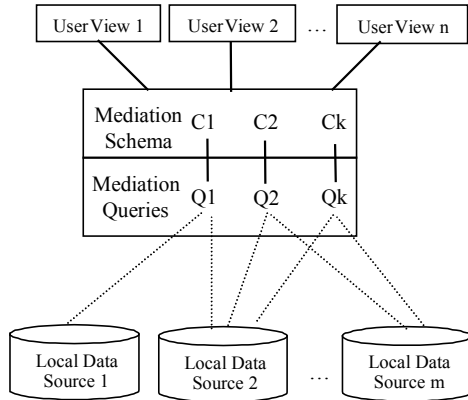 User View 1 User View 2 ... User View n
Mediation Schema C1 C2 Ck
Mediation Queries Q1 Q2 Qk
Local Data Source 1
Local Data Source 2
...
Local Data Source m